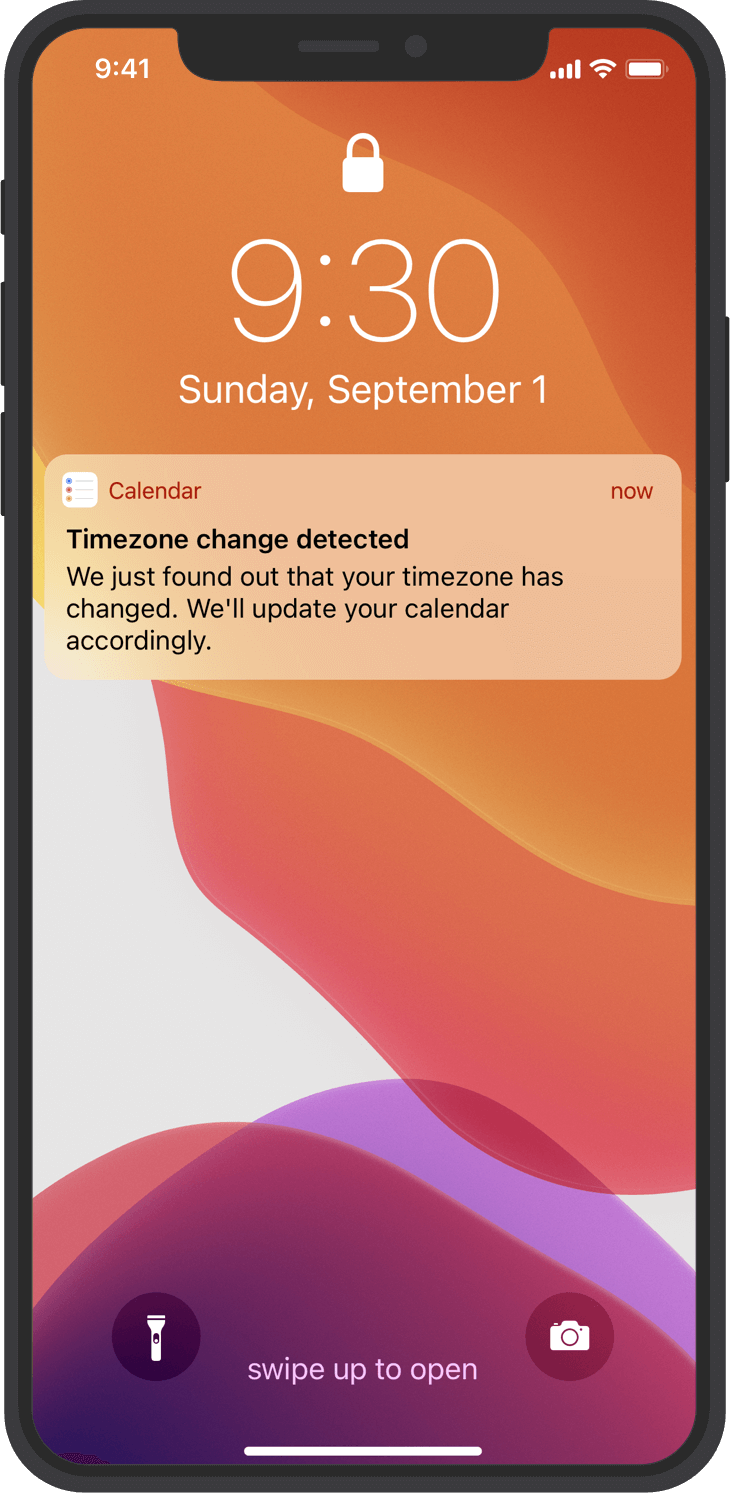 9:41
9:30
Sunday, September 1
Calendar now
Timezone change detected
We just found out that your timezone has
changed. We'll update your calendar
accordingly.
swipe up to open